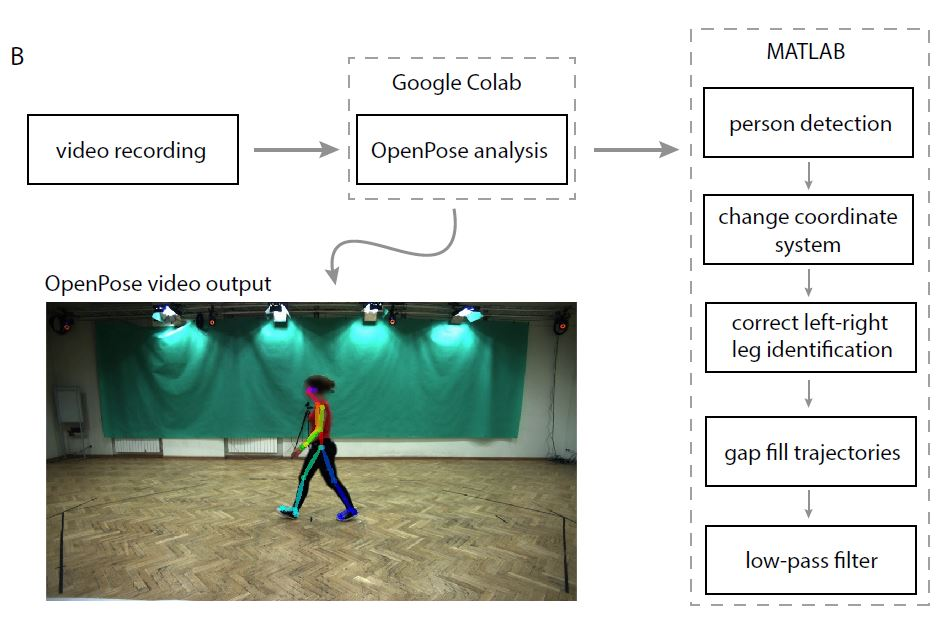 B
video recording
Google Colab
OpenPose analysis
OpenPose video output
MATLAB
person detection
change coordinate
system
correct left-right
leg identification
gap fill trajectories
low-pass filter